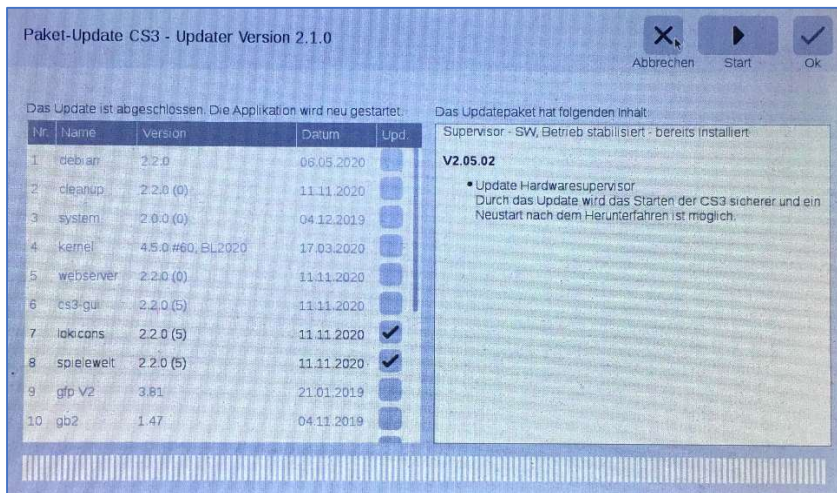 Paket-Update CS3 - Updater Version 2.1.0
Abbrechen Start Ok
Das Update ist abgeschlossen. Die Applikation wird neu gestartet.
Nr. Name Version Datum Upd.
1 debian 2.2.0 06.05.2020
2 cleanup 2.2.0 (0) 11.11.2020
3 system 2.0.0 (0) 04.12.2019
4 kernel 4.5.0 #60, BL2020 17.03.2020
5 webserver 2.2.0 (0) 11.11.2020
6 cs3-gui 2.2.0 (5) 11.11.2020
7 lokicons 2.2.0 (5) 11.11.2020
8 spielewelt 2.2.0 (5) 11.11.2020
9 gfp V2 3.81 21.01.2019
10 gb2 1.47 04.11.2019
Das Updatepaket hat folgenden Inhalt
Supervisor - SW, Betrieb stabilisiert - bereits installiert
V2.05.02
• Update Hardwaresupervisor
Durch das Update wird das Starten der CS3 sicherer und ein
Neustart nach dem Herunterfahren ist möglich.